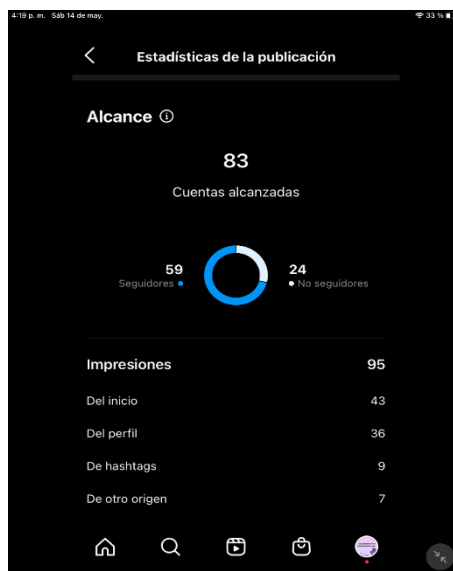 4:19 p. m. Sáb 14 de may. 33 %
Estadísticas de la publicación
Alcance
83
Cuentas alcanzadas
59
Seguidores
24
No seguidores
Impresiones 95
Del inicio 43
Del perfil 36
De hashtags 9
De otro origen 7